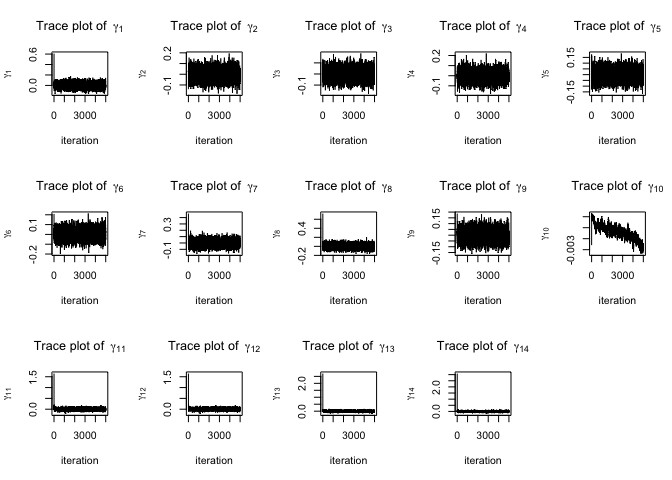 Trace plot of γ1
Trace plot of γ2
Trace plot of γ3
Trace plot of γ4
Trace plot of γ5
γ1
0.0
0.6
0
3000
iteration
γ2
-0.1
0.2
0
3000
iteration
γ3
-0.1
0
3000
iteration
γ4
-0.1
0.2
0
3000
iteration
γ5
-0.15
0.15
0
3000
iteration
Trace plot of γ6
Trace plot of γ7
Trace plot of γ8
Trace plot of γ9
Trace plot of γ10
γ6
-0.2
0.1
0
3000
iteration
γ7
-0.1
0.3
0
3000
iteration
γ8
-0.2
0.4
0
3000
iteration
γ9
-0.15
0.15
0
3000
iteration
γ10
-0.003
0
3000
iteration
Trace plot of γ11
Trace plot of γ12
Trace plot of γ13
Trace plot of γ14
γ11
0.0
1.5
0
3000
iteration
γ12
0.0
1.5
0
3000
iteration
γ13
0.0
2.0
0
3000
iteration
γ14
0.0
2.0
0
3000
iteration